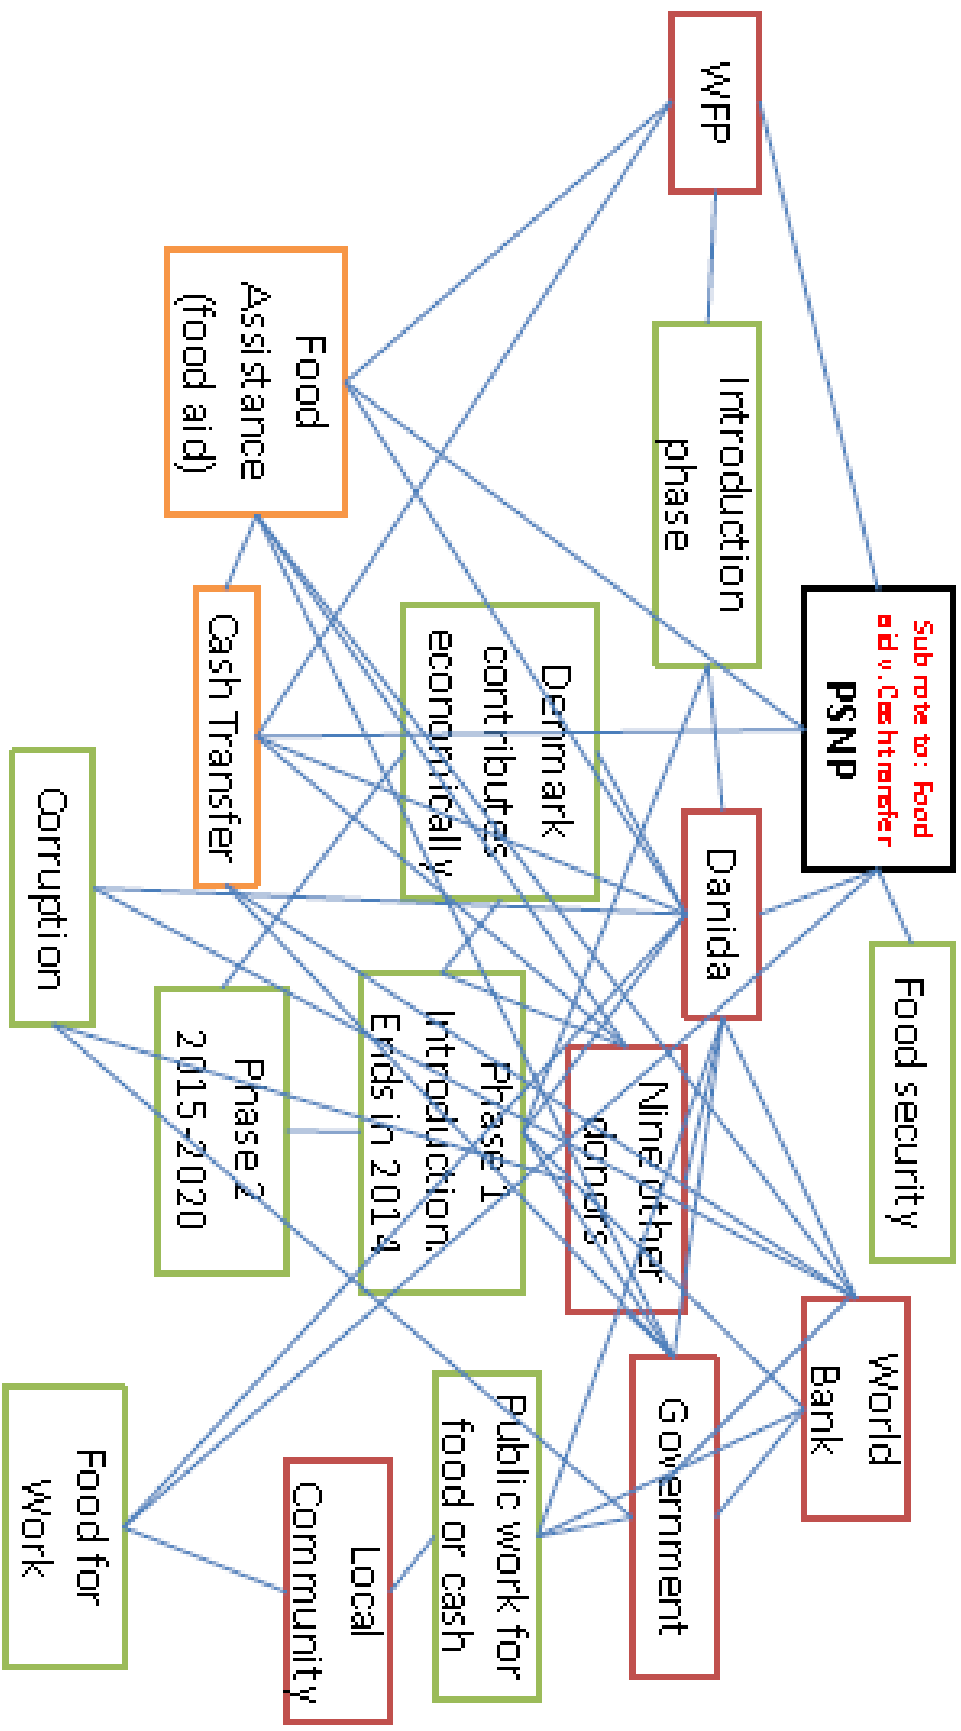 Sub note to: Food
aid v. Cash transfer
PSNP
Food security
WFP
Introduction
phase
Danida
World
Bank
Nine other
donors
Government
Denmark
contributes
economically
Phase 1
Introduction.
Ends in 2014
Public work for
food or cash
Food
Assistance
(food aid)
Cash Transfer
Phase 2
2015-2020
Local
Community
Corruption
Food for
Work